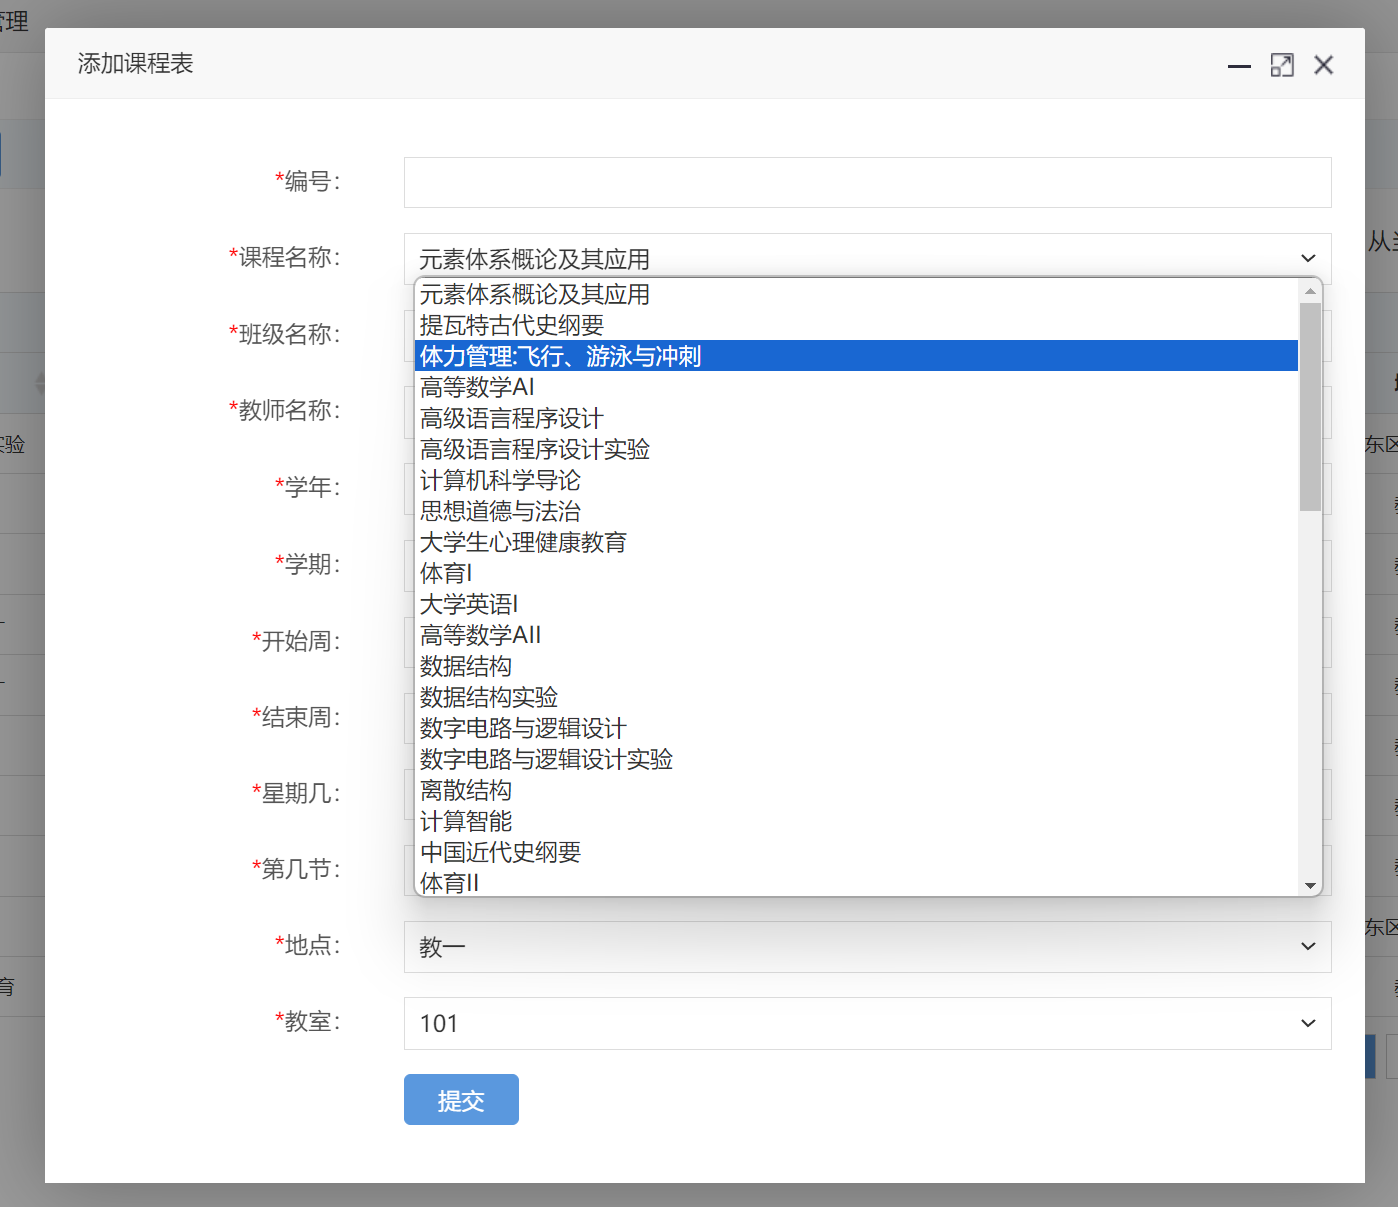 管理
添加课程表
*编号:
*课程名称:
元素体系概论及其应用
元素体系概论及其应用
提瓦特古代史纲要
体力管理:飞行、游泳与冲刺
高等数学AI
高级语言程序设计
高级语言程序设计实验
计算机科学导论
思想道德与法治
大学生心理健康教育
体育I
大学英语I
高等数学AII
数据结构
数据结构实验
数字电路与逻辑设计
数字电路与逻辑设计实验
离散结构
计算智能
中国近代史纲要
体育II
*班级名称:
*教师名称:
*学年:
*学期:
*开始周:
*结束周:
*星期几:
*第几节:
*地点:
教一
*教室:
101
提交
实验
育
从
东区
东区